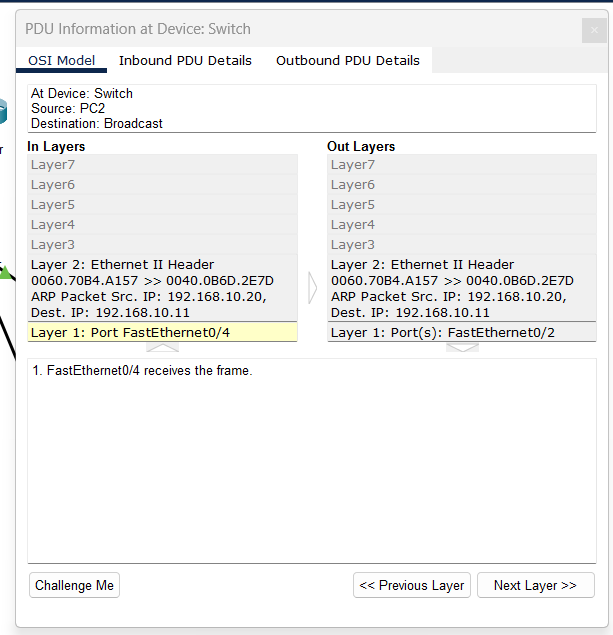 PDU Information at Device: Switch
OSI Model
Inbound PDU Details
Outbound PDU Details
At Device: Switch
Source: PC2
Destination: Broadcast
In Layers
Layer7
Layer6
Layer5
Layer4
Layer3
Layer 2: Ethernet II Header
0060.70B4.A157 >> 0040.0B6D.2E7D
ARP Packet Src. IP: 192.168.10.20,
Dest. IP: 192.168.10.11
Layer 1: Port FastEthernet0/4
Out Layers
Layer7
Layer6
Layer5
Layer4
Layer3
Layer 2: Ethernet II Header
0060.70B4.A157 >> 0040.0B6D.2E7D
ARP Packet Src. IP: 192.168.10.20,
Dest. IP: 192.168.10.11
Layer 1: Port(s): FastEthernet0/2
1. FastEthernet0/4 receives the frame.
Challenge Me
<< Previous Layer
Next Layer >>